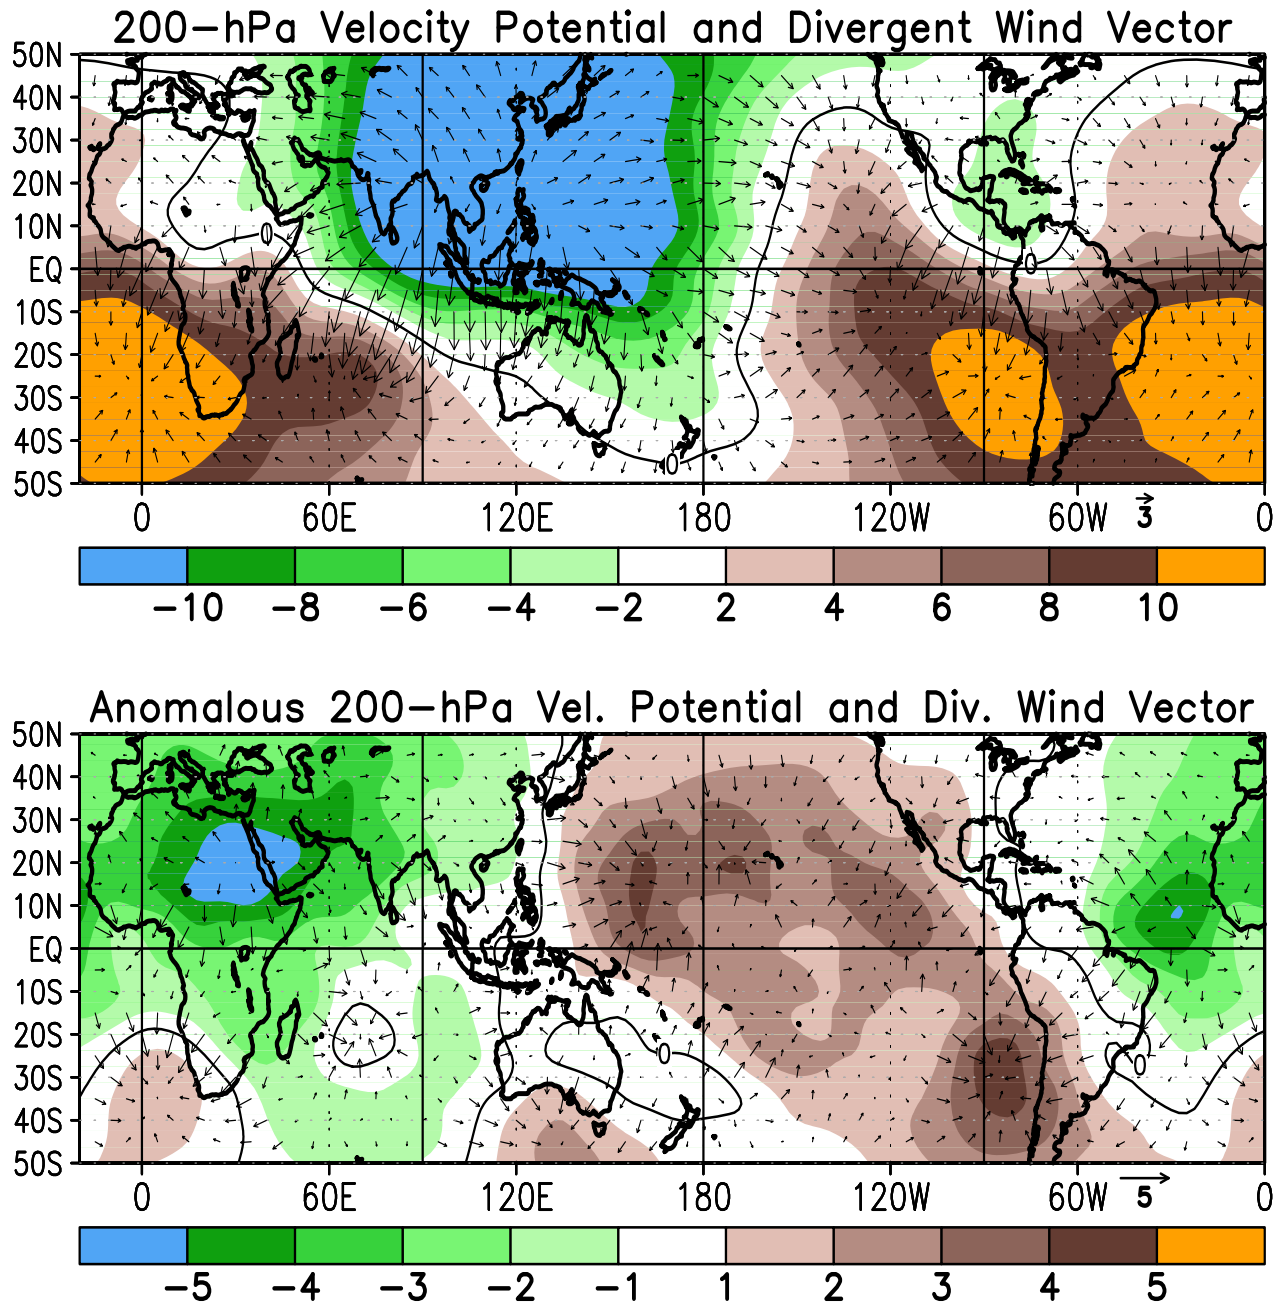 200-hPa Velocity Potential and Divergent Wind Vector
50N
40N
30N
20N
10N
EQ
10S
20S
30S
40S
50S
0
0
0
0 60E 120E 180 120W 60W 0
3
-10 -8 -6 -4 -2 2 4 6 8 10
Anomalous 200-hPa Vel. Potential and Div. Wind Vector
50N
40N
30N
20N
10N
EQ
10S
20S
30S
40S
50S
0
0
0 60E 120E 180 120W 60W 0
5
-5 -4 -3 -2 -1 1 2 3 4 5